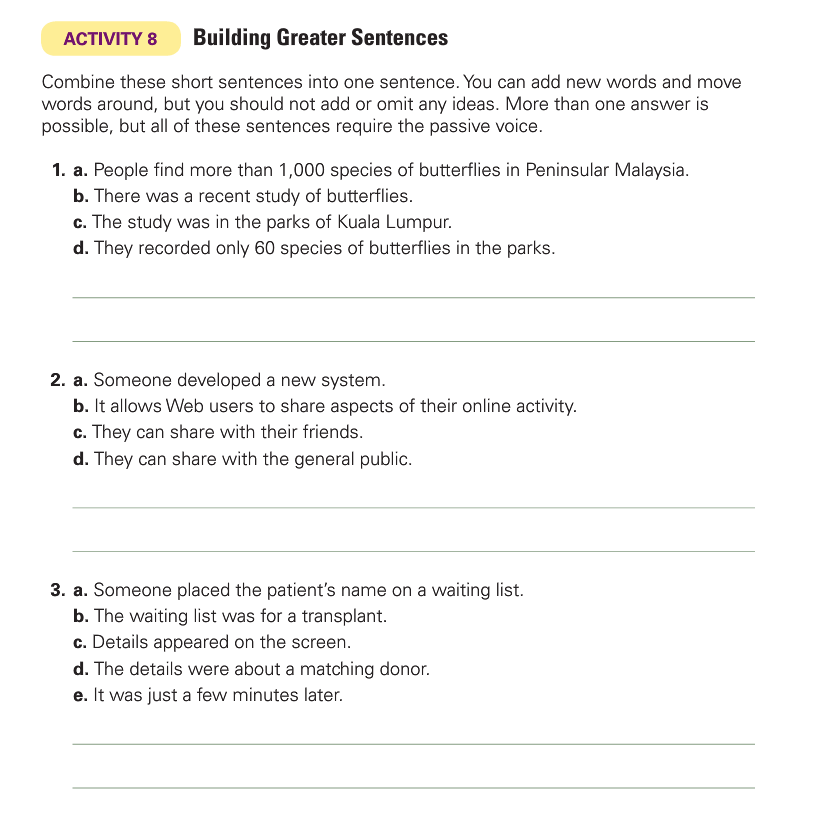 ACTIVITY 8 Building Greater Sentences
Combine these short sentences into one sentence. You can add new words and move
words around, but you should not add or omit any ideas. More than one answer is
possible, but all of these sentences require the passive voice.
1. a. People find more than 1,000 species of butterflies in Peninsular Malaysia.
b. There was a recent study of butterflies.
c. The study was in the parks of Kuala Lumpur.
d. They recorded only 60 species of butterflies in the parks.
2. a. Someone developed a new system.
b. It allows Web users to share aspects of their online activity.
c. They can share with their friends.
d. They can share with the general public.
3. a. Someone placed the patient’s name on a waiting list.
b. The waiting list was for a transplant.
c. Details appeared on the screen.
d. The details were about a matching donor.
e. It was just a few minutes later.